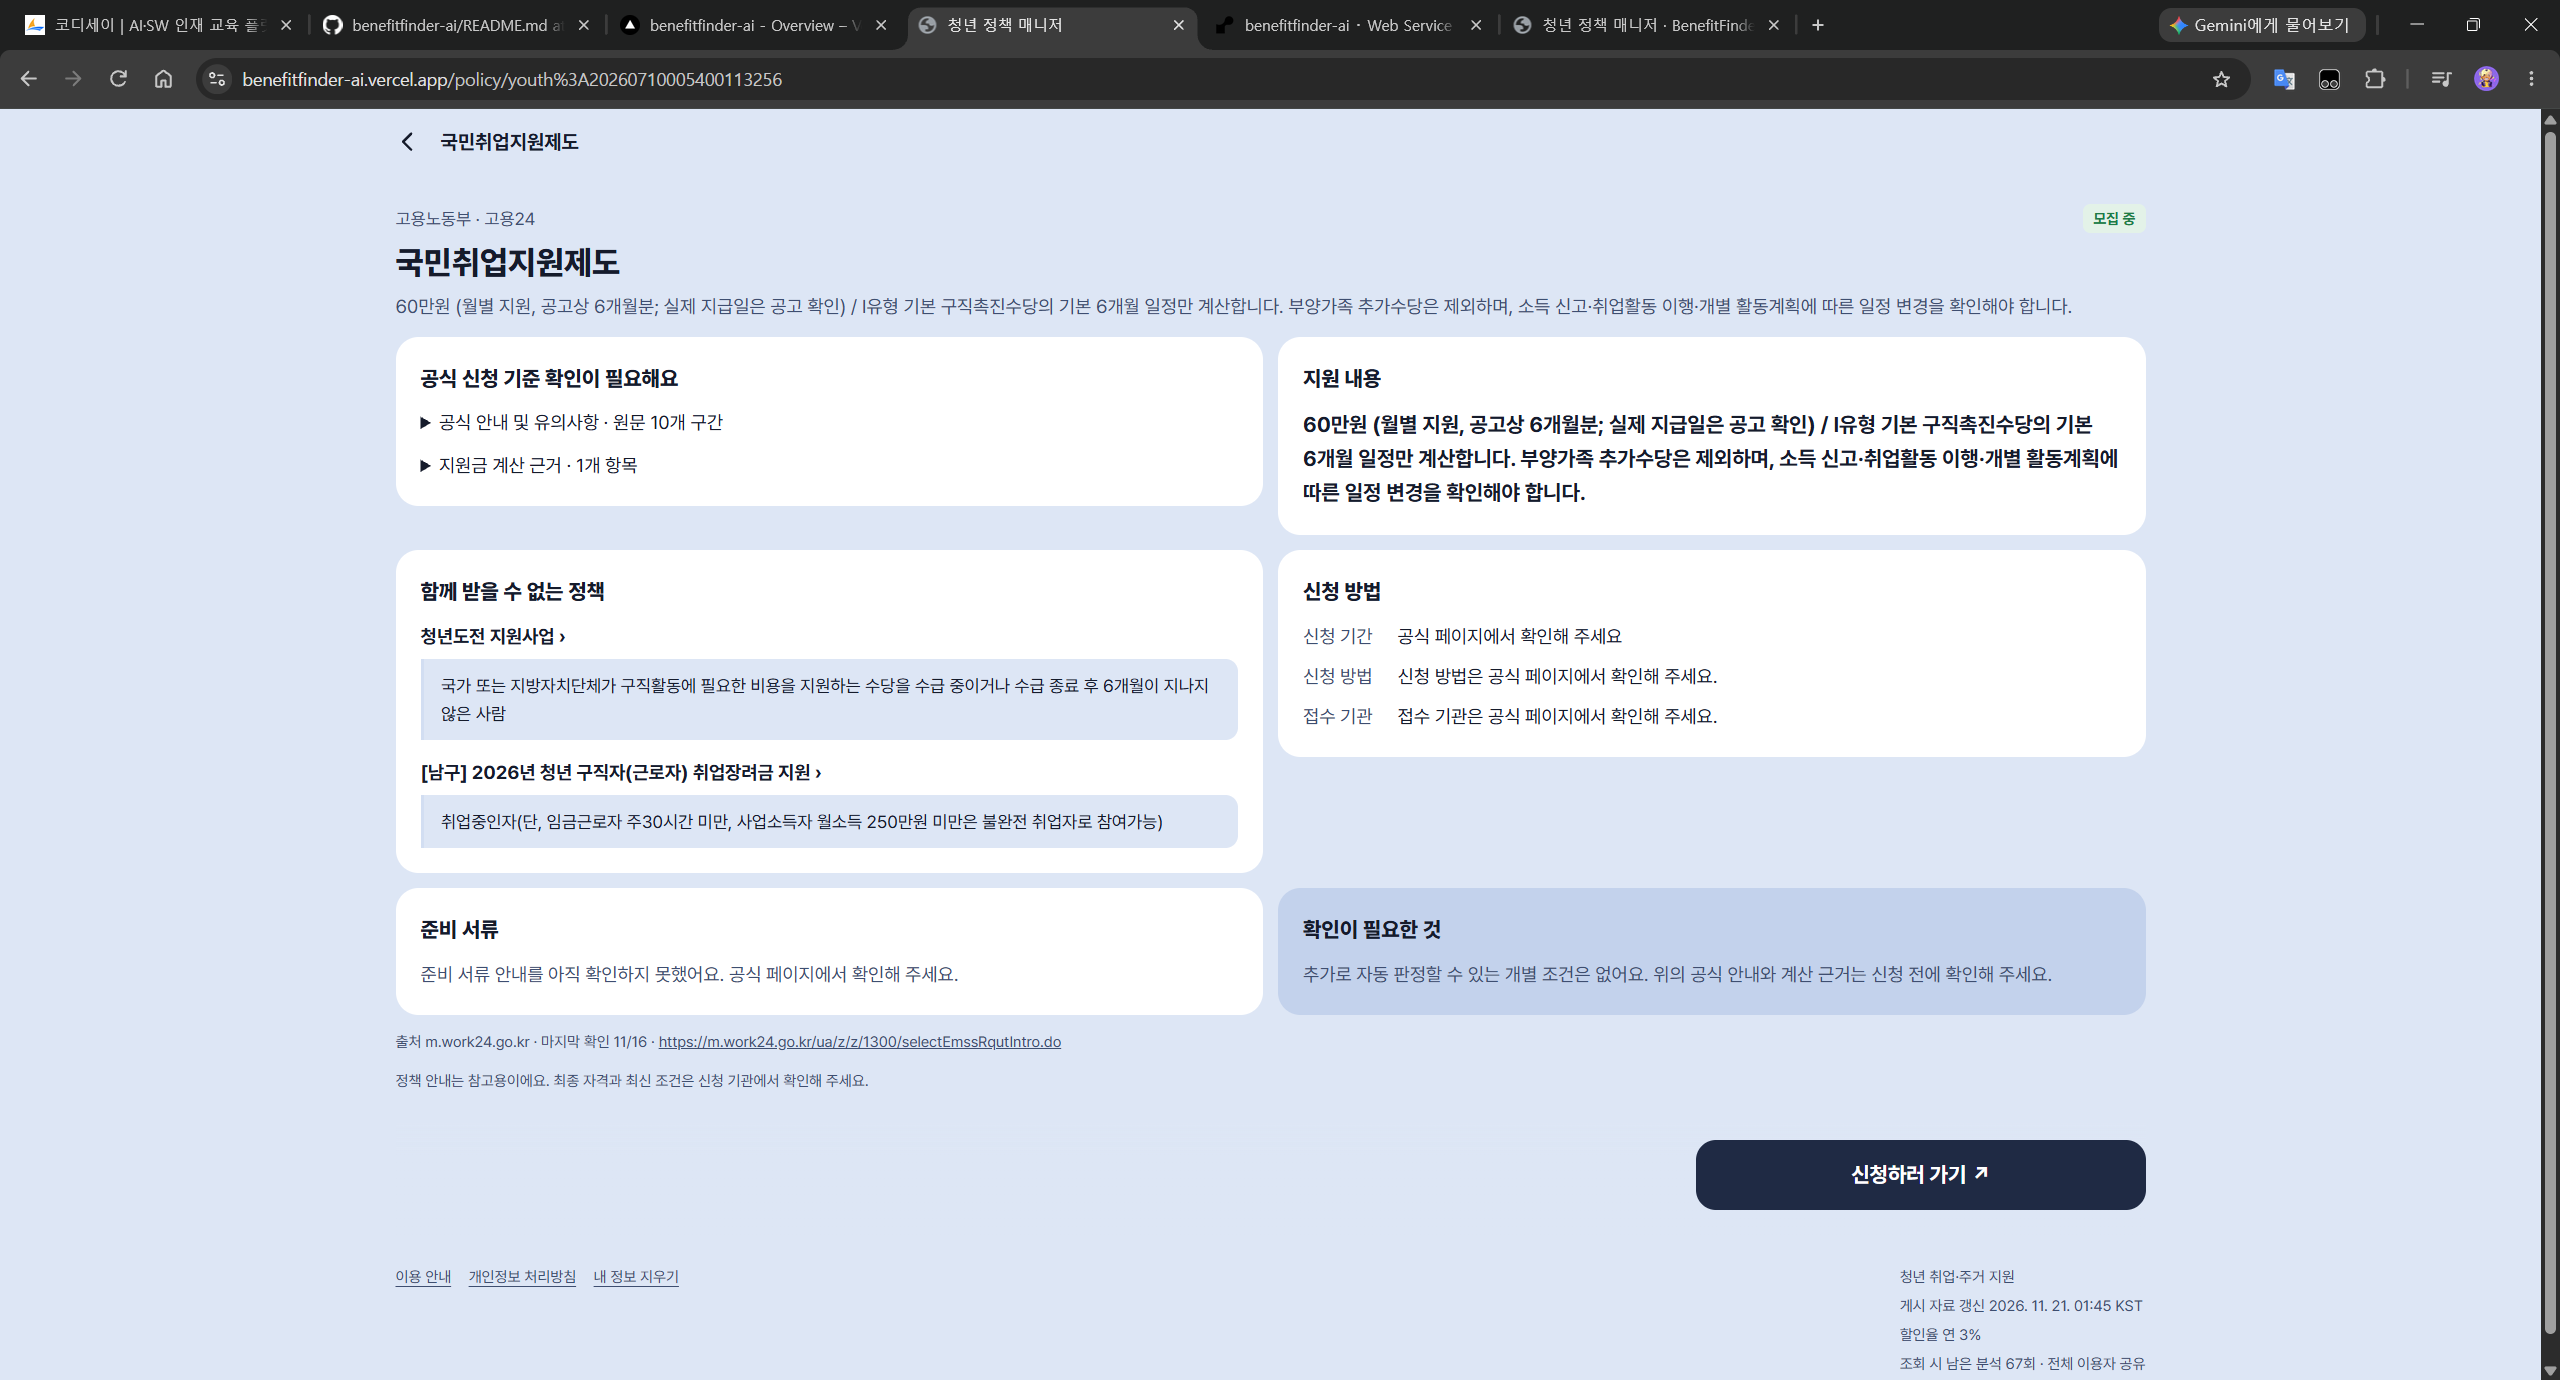 코디세이 | AI·SW 인재 교육 플
benefitfinder-ai/README.md at
benefitfinder-ai - Overview – V
청년 정책 매니저
benefitfinder-ai · Web Service
청년 정책 매니저 · BenefitFinde
Gemini에게 물어보기
benefitfinder-ai.vercel.app/policy/youth%3A20260710005400113256
국민취업지원제도
고용노동부 · 고용24
모집 중
국민취업지원제도
60만원 (월별 지원, 공고상 6개월분; 실제 지급일은 공고 확인) / I유형 기본 구직촉진수당의 기본 6개월 일정만 계산합니다. 부양가족 추가수당은 제외하며, 소득 신고·취업활동 이행·개별 활동계획에 따른 일정 변경을 확인해야 합니다.
공식 신청 기준 확인이 필요해요
▶ 공식 안내 및 유의사항 · 원문 10개 구간
▶ 지원금 계산 근거 · 1개 항목
지원 내용
60만원 (월별 지원, 공고상 6개월분; 실제 지급일은 공고 확인) / I유형 기본 구직촉진수당의 기본
6개월 일정만 계산합니다. 부양가족 추가수당은 제외하며, 소득 신고·취업활동 이행·개별 활동계획에
따른 일정 변경을 확인해야 합니다.
함께 받을 수 없는 정책
청년도전 지원사업 ›
국가 또는 지방자치단체가 구직활동에 필요한 비용을 지원하는 수당을 수급 중이거나 수급 종료 후 6개월이 지나지
않은 사람
[남구] 2026년 청년 구직자(근로자) 취업장려금 지원 ›
취업중인자(단, 임금근로자 주30시간 미만, 사업소득자 월소득 250만원 미만은 불완전 취업자로 참여가능)
신청 방법
신청 기간 공식 페이지에서 확인해 주세요
신청 방법 신청 방법은 공식 페이지에서 확인해 주세요.
접수 기관 접수 기관은 공식 페이지에서 확인해 주세요.
준비 서류
준비 서류 안내를 아직 확인하지 못했어요. 공식 페이지에서 확인해 주세요.
확인이 필요한 것
추가로 자동 판정할 수 있는 개별 조건은 없어요. 위의 공식 안내와 계산 근거는 신청 전에 확인해 주세요.
출처 m.work24.go.kr · 마지막 확인 11/16 · https://m.work24.go.kr/ua/z/z/1300/selectEmssRqutIntro.do
정책 안내는 참고용이에요. 최종 자격과 최신 조건은 신청 기관에서 확인해 주세요.
신청하러 가기 ↗
이용 안내 개인정보 처리방침 내 정보 지우기
청년 취업·주거 지원
게시 자료 갱신 2026. 11. 21. 01:45 KST
할인율 연 3%
조회 시 남은 분석 67회 · 전체 이용자 공유